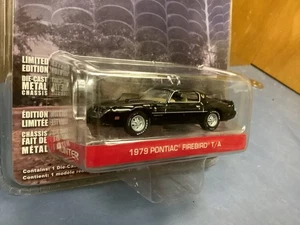 LIMITED
EDITION
DIE-CAST
METAL
CHASSIS
ÉDITION
LIMITÉE
CHASSIS
FAIT DE
MÉTAL
1979 PONTIAC FIREBIRD T/A
Contains: 1 Die-Ca
Contient: 1 modèle